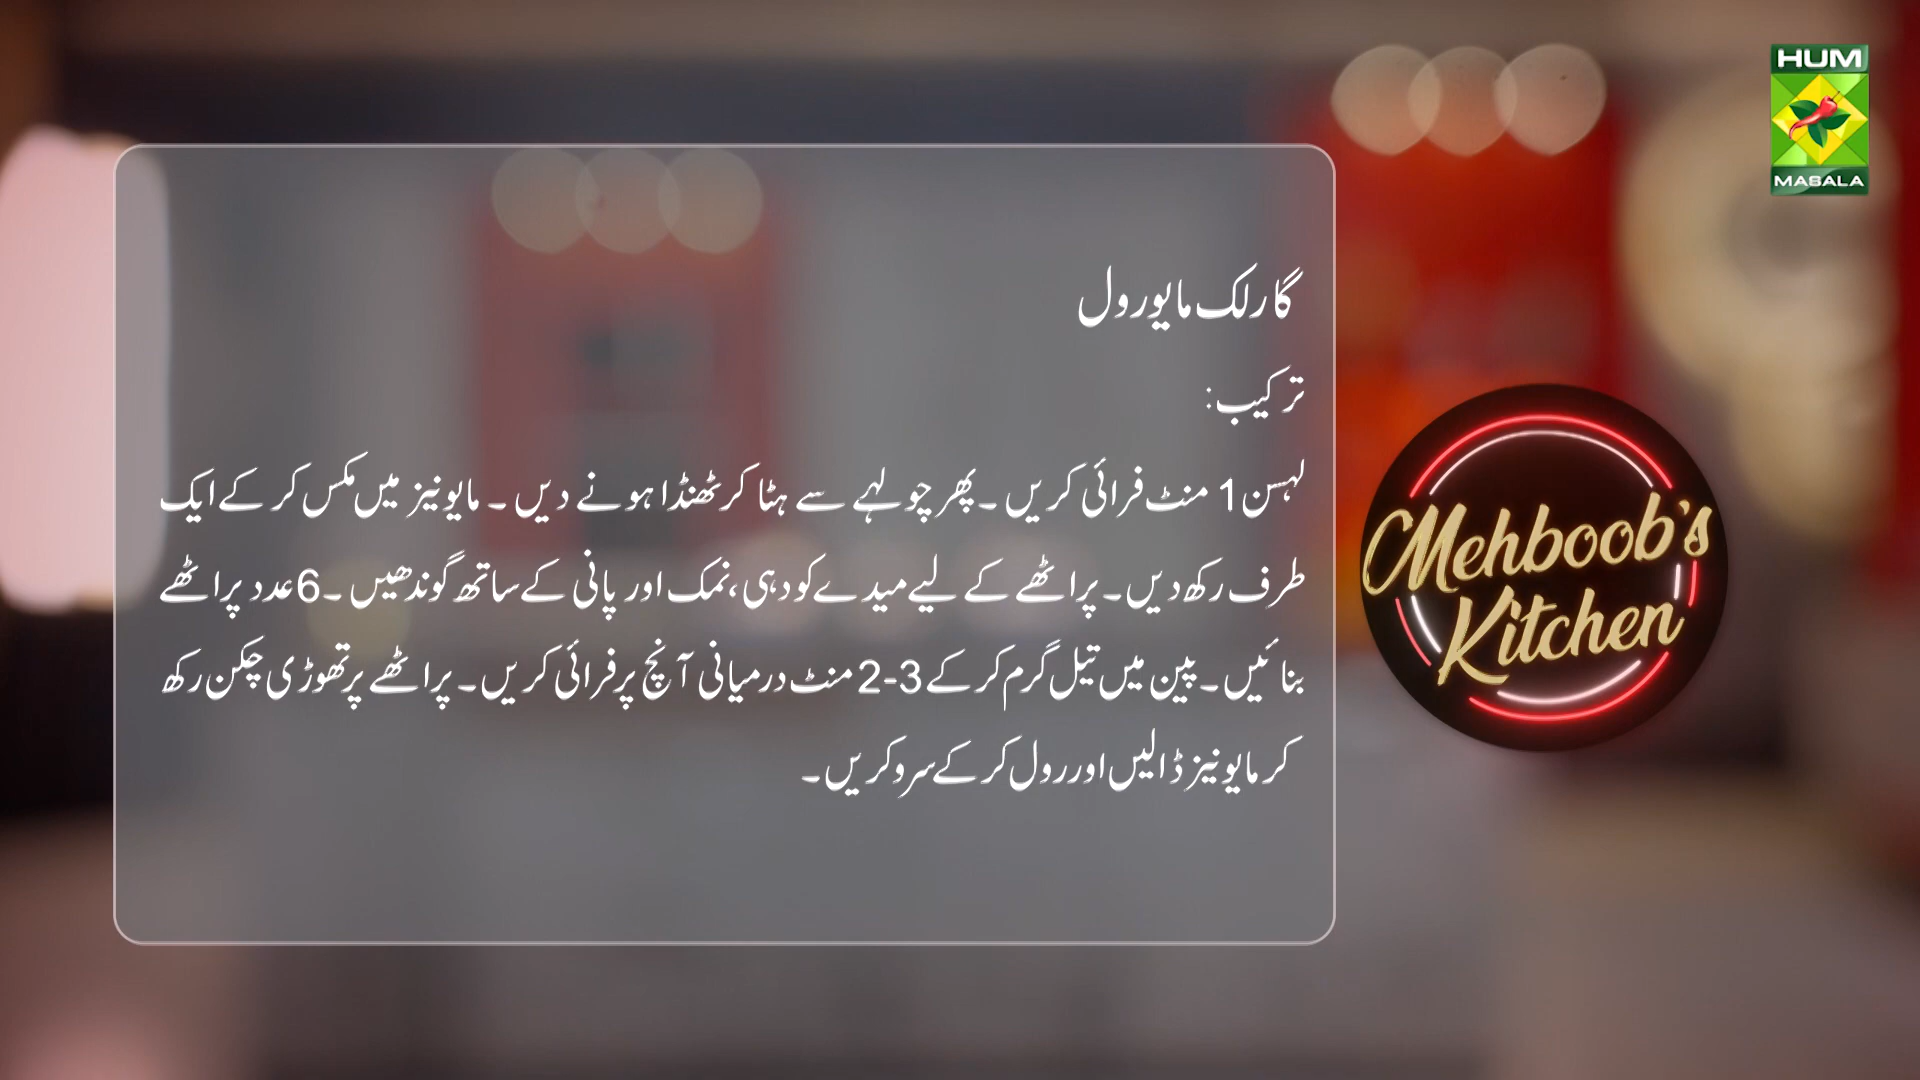 HUM
MASALA
گارلک مایو رول
ترکیب:
لہسن 1 منٹ فرائی کریں ۔ پھر چولہے سے ہٹا کر ٹھنڈا ہونے دیں ۔ مایونیز میں مکس کر کے ایک
طرف رکھ دیں ۔ پراٹھے کے لیے میدے کو دہی، نمک اور پانی کے ساتھ گوندھیں ۔ 6 عدد پراٹھے
بنائیں ۔ پین میں تیل گرم کر کے 3-2 منٹ درمیانی آنچ پر فرائی کریں ۔ پراٹھے پر تھوڑی چکن رکھ
کر مایونیز ڈالیں اور رول کر کے سرو کریں ۔
Mehboob's
Kitchen